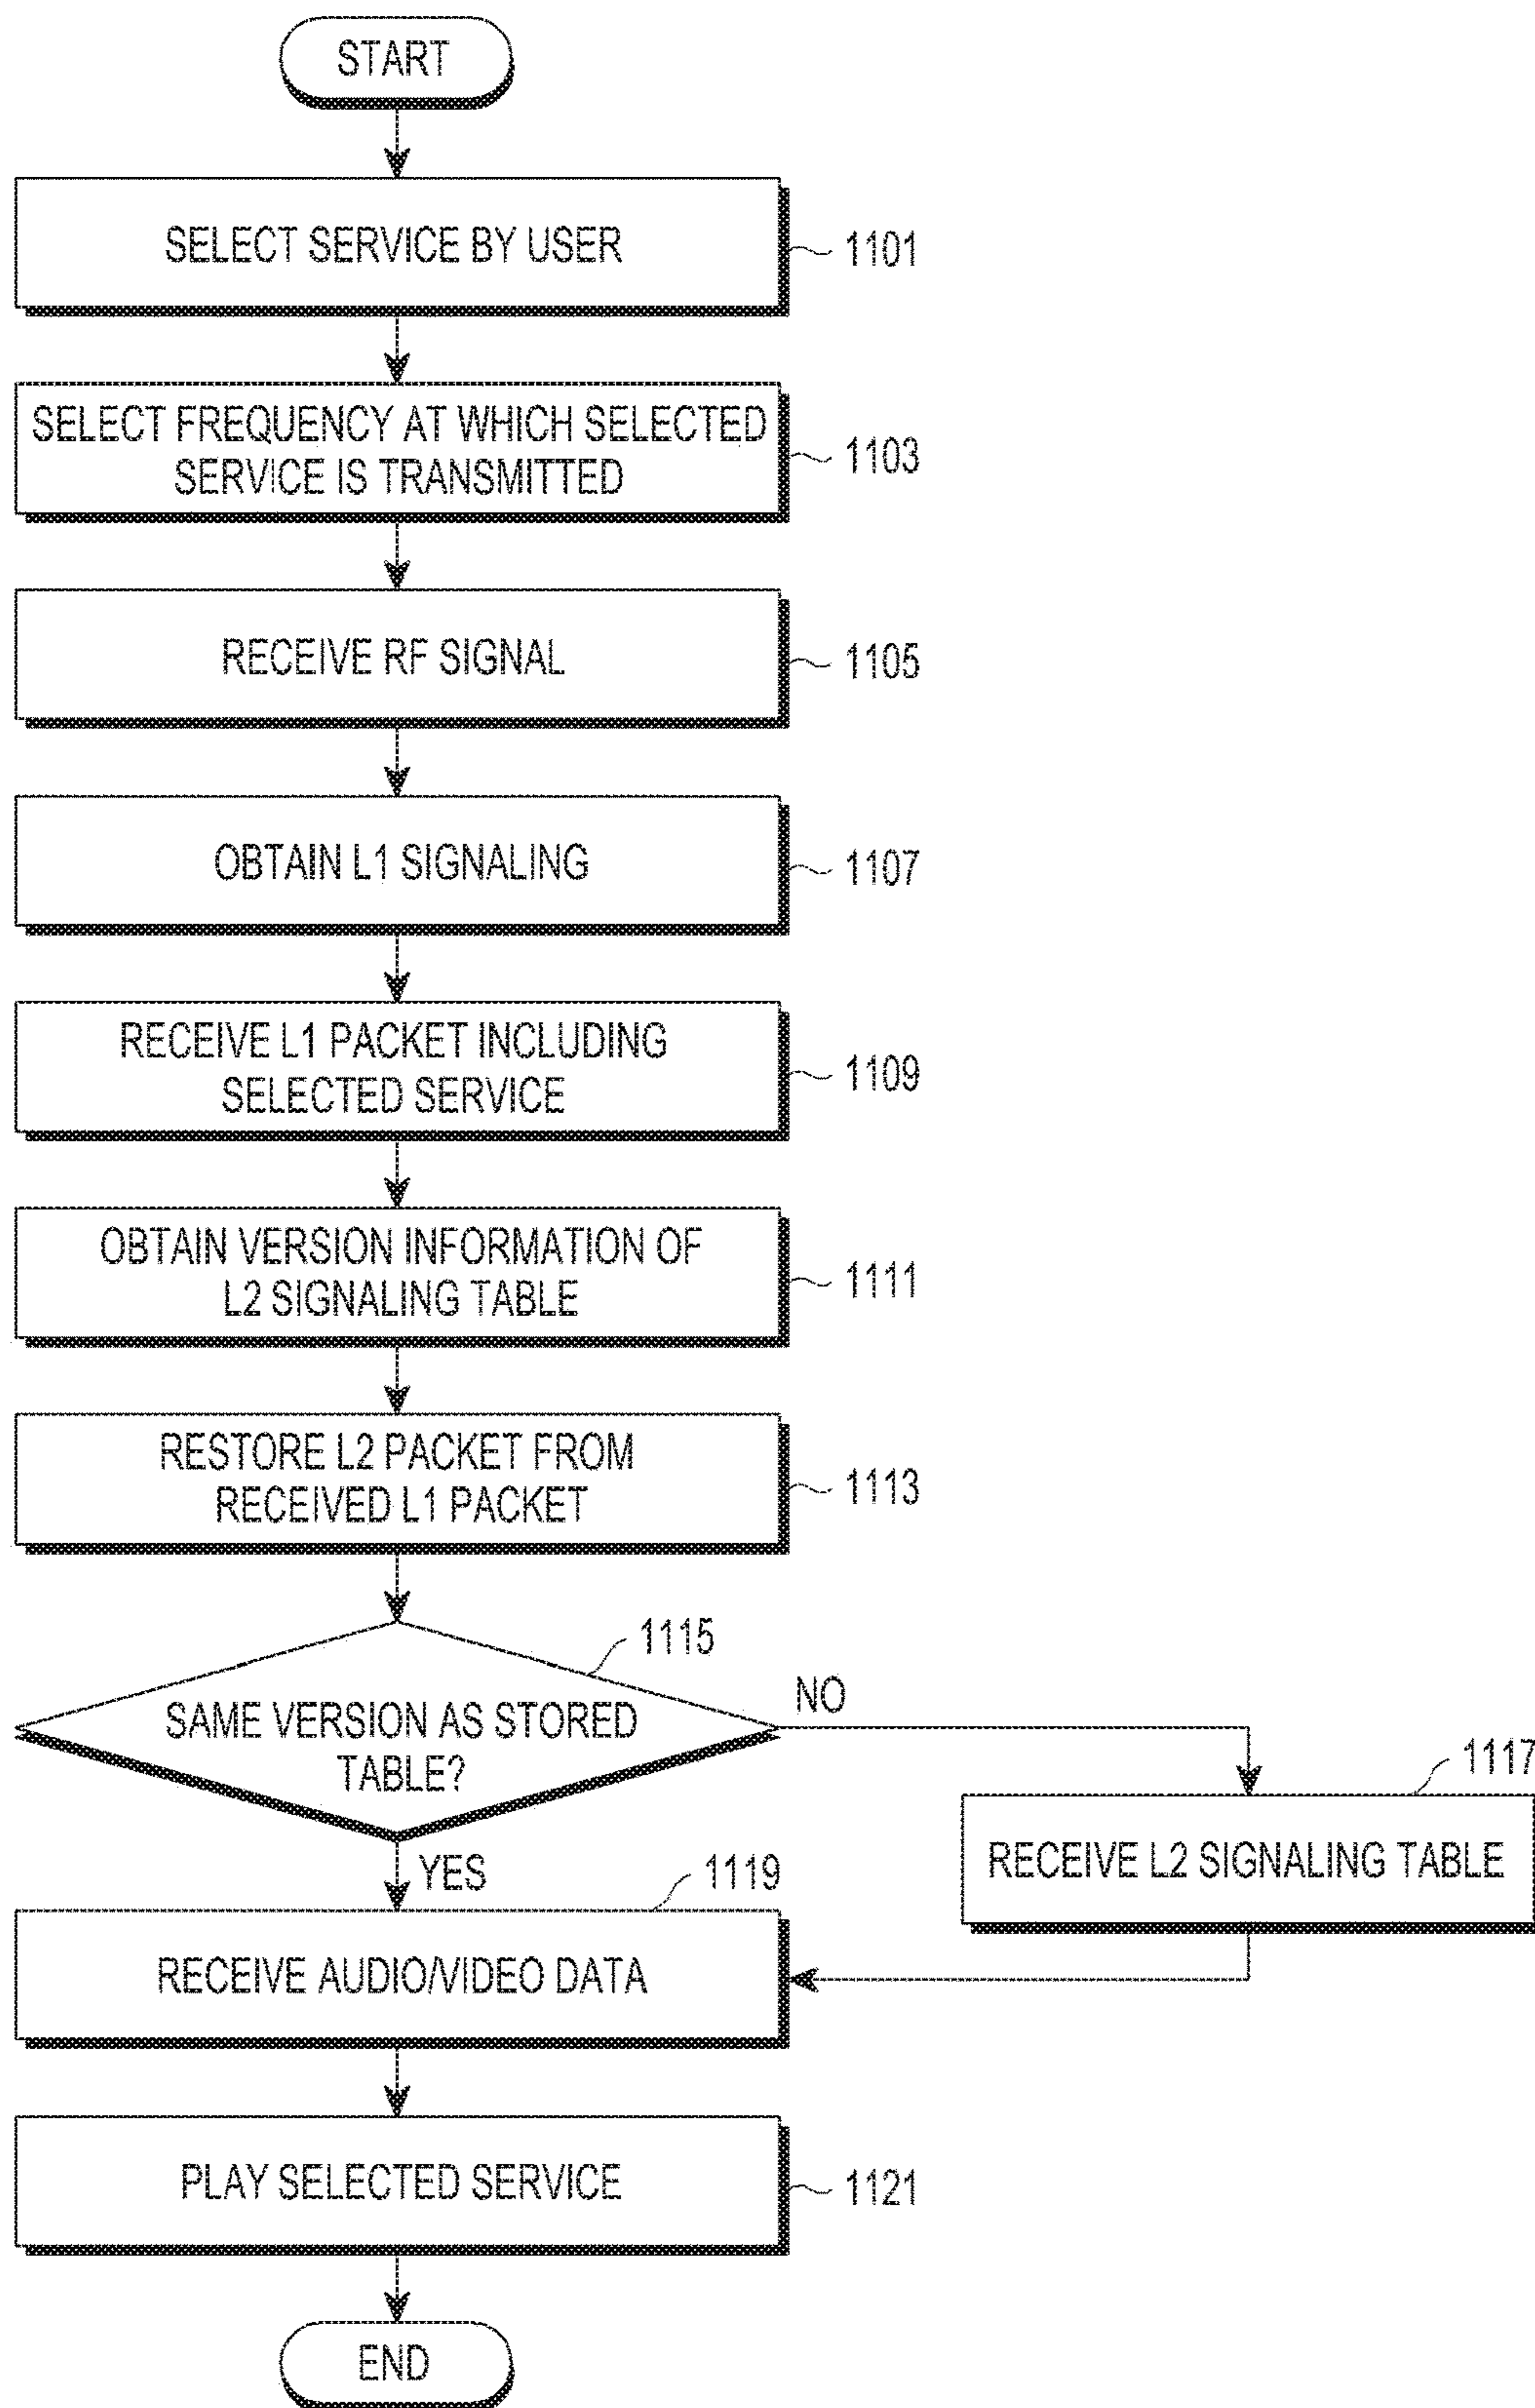 START
SELECT SERVICE BY USER
1101
SELECT FREQUENCY AT WHICH SELECTED
SERVICE IS TRANSMITTED
1103
RECEIVE RF SIGNAL
1105
OBTAIN L1 SIGNALING
1107
RECEIVE L1 PACKET INCLUDING
SELECTED SERVICE
1109
OBTAIN VERSION INFORMATION OF
L2 SIGNALING TABLE
1111
RESTORE L2 PACKET FROM
RECEIVED L1 PACKET
1113
1115
SAME VERSION AS STORED
TABLE?
NO
1117
RECEIVE L2 SIGNALING TABLE
YES
1119
RECEIVE AUDIO/VIDEO DATA
PLAY SELECTED SERVICE
1121
END